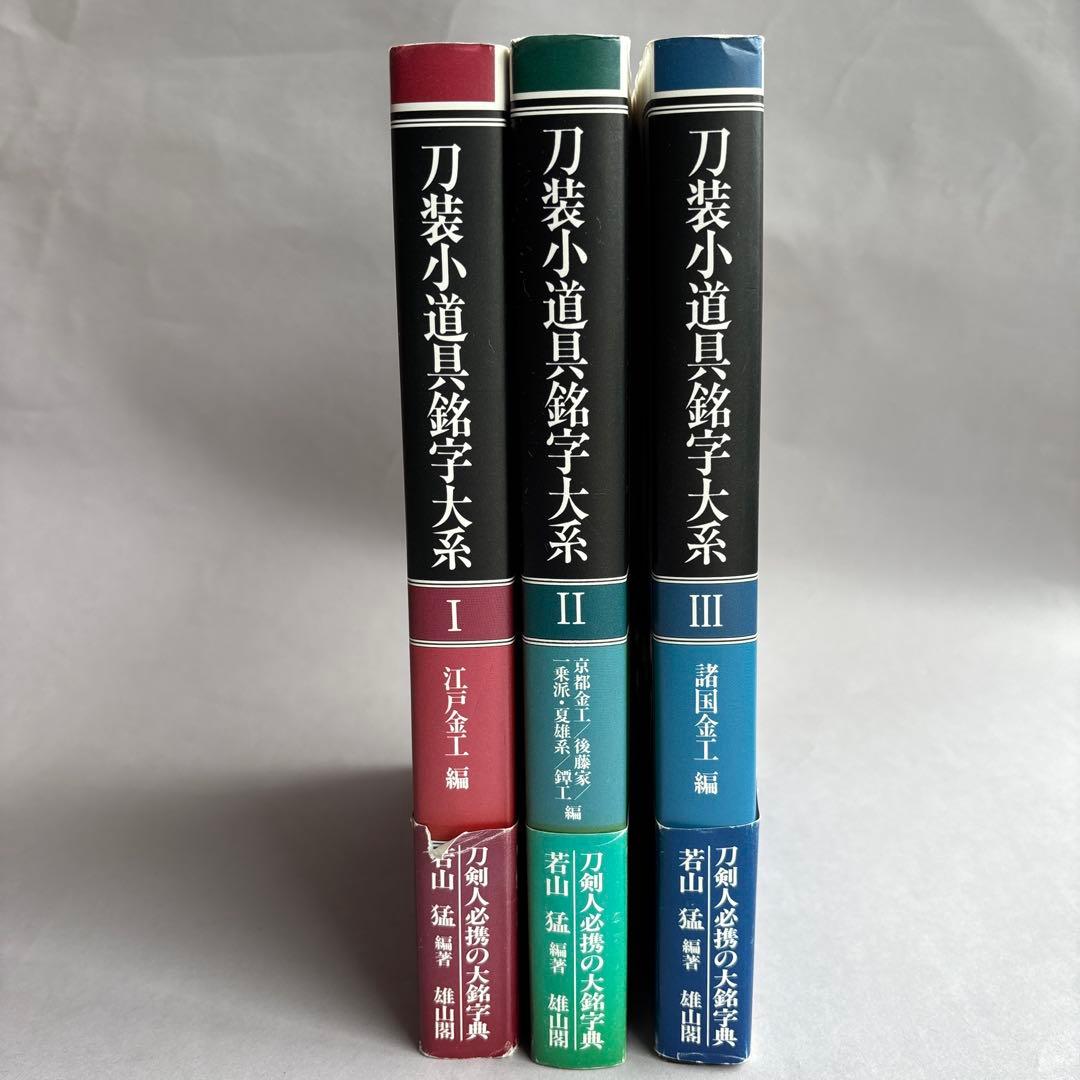 刀装小道具銘字大系
I
江戸金工 編
刀剣人必携の大銘字典
若山 猛 編著 雄山閣
刀装小道具銘字大系
II
京都金工／後藤家／
一乗派・夏雄系／鐔工 編
刀剣人必携の大銘字典
若山 猛 編著 雄山閣
刀装小道具銘字大系
III
諸国金工 編
刀剣人必携の大銘字典
若山 猛 編著 雄山閣